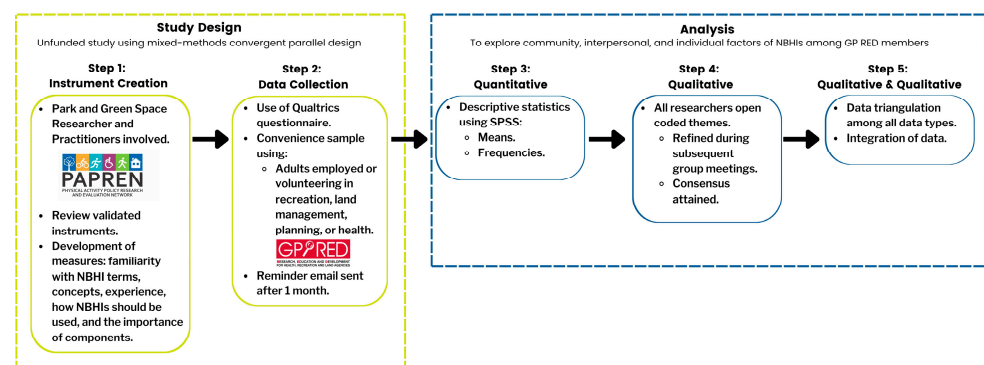 Study Design
Unfunded study using mixed-methods convergent parallel design
Step 1:
Instrument Creation
• Park and Green Space
Researcher and
Practitioners involved.
PAPREN
PHYSICAL ACTIVITY POLICY RESEARCH
AND EVALUATION NETWORK
• Review validated
instruments.
• Development of
measures: familiarity
with NBHI terms,
concepts, experience,
how NBHIs should be
used, and the importance
of components.
Step 2:
Data Collection
• Use of Qualtrics
questionnaire.
• Convenience sample
using:
◦ Adults employed or
volunteering in
recreation, land
management,
planning, or health.
GP RED
RESEARCH, EDUCATION AND DEVELOPMENT
FOR HEALTH, RECREATION AND LAND AGENCIES
• Reminder email sent
after 1 month.
Analysis
To explore community, interpersonal, and individual factors of NBHIs among GP RED members
Step 3:
Quantitative
• Descriptive statistics
using SPSS:
◦ Means.
◦ Frequencies.
Step 4:
Qualitative
• All researchers open
coded themes.
◦ Refined during
subsequent
group meetings.
◦ Consensus
attained.
Step 5:
Qualitative & Qualitative
• Data triangulation
among all data types.
• Integration of data.